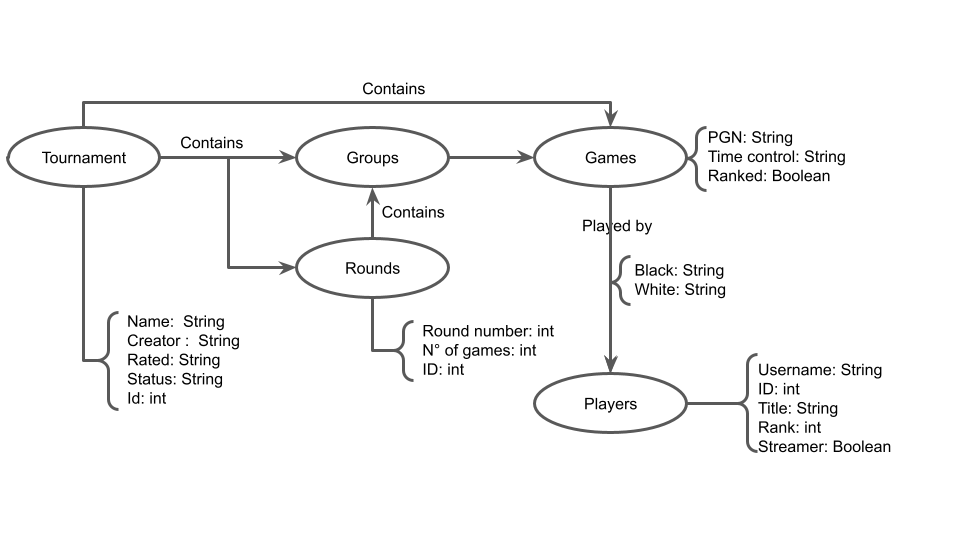 Contains
Tournament
Contains
Groups
Games
PGN: String
Time control: String
Ranked: Boolean
Contains
Played by
Rounds
Black: String
White: String
Name:  String
Creator :  String
Rated: String
Status: String
Id: int
Round number: int
N° of games: int
ID: int
Players
Username: String
ID: int
Title: String
Rank: int
Streamer: Boolean